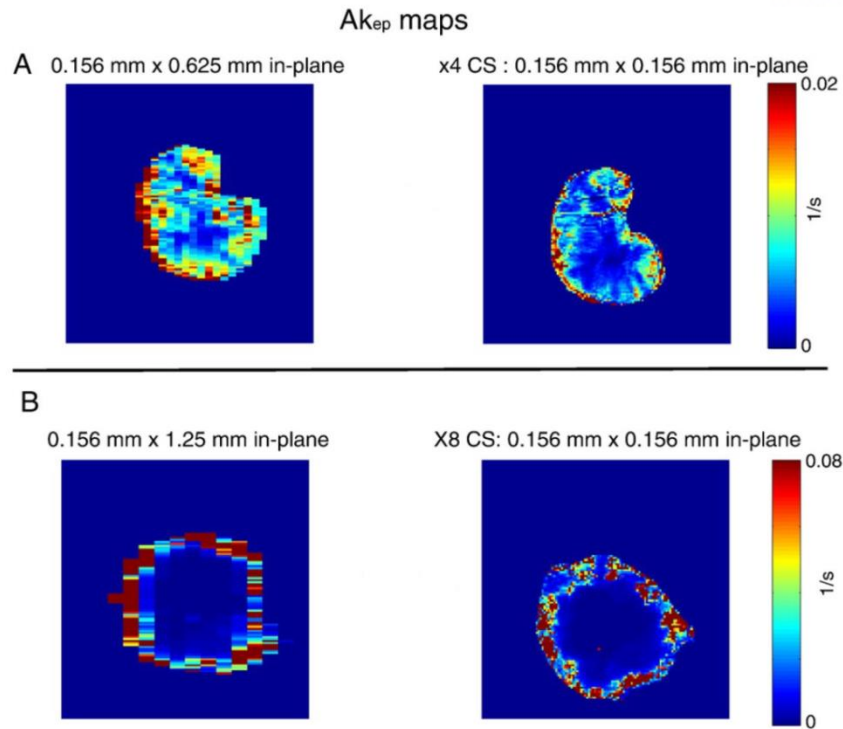 Akep maps
A
0.156 mm x 0.625 mm in-plane
x4 CS : 0.156 mm x 0.156 mm in-plane
0.02
1/s
0
B
0.156 mm x 1.25 mm in-plane
X8 CS: 0.156 mm x 0.156 mm in-plane
0.08
1/s
0